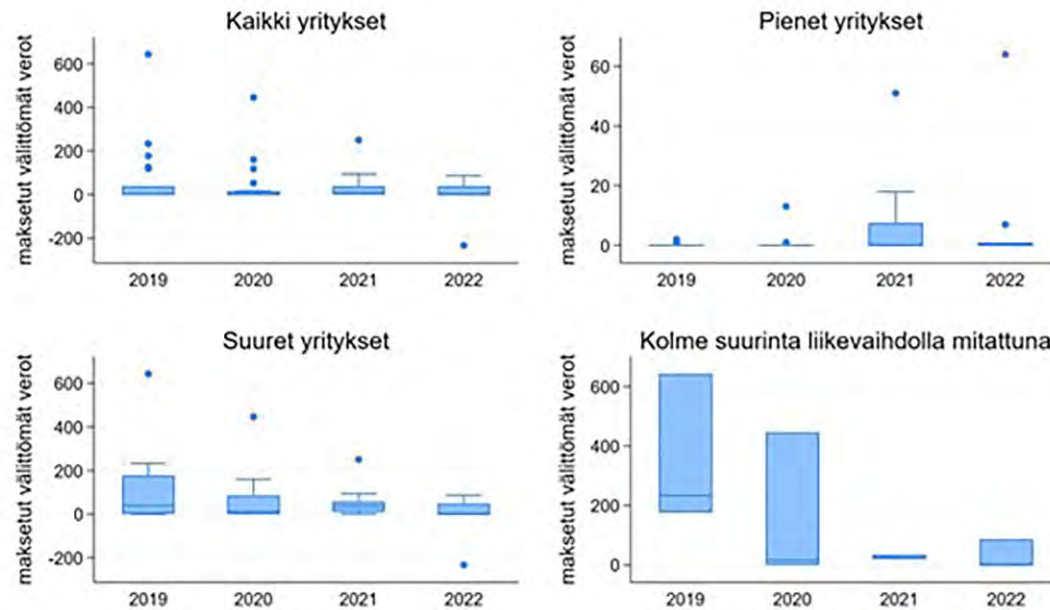 Kaikki yritykset
maksetut välittömät verot
600
400
200
0
-200
2019 2020 2021 2022
Pienet yritykset
maksetut välittömät verot
60
40
20
0
2019 2020 2021 2022
Suuret yritykset
maksetut välittömät verot
600
400
200
0
-200
2019 2020 2021 2022
Kolme suurinta liikevaihdolla mitattuna
maksetut välittömät verot
600
400
200
0
2019 2020 2021 2022